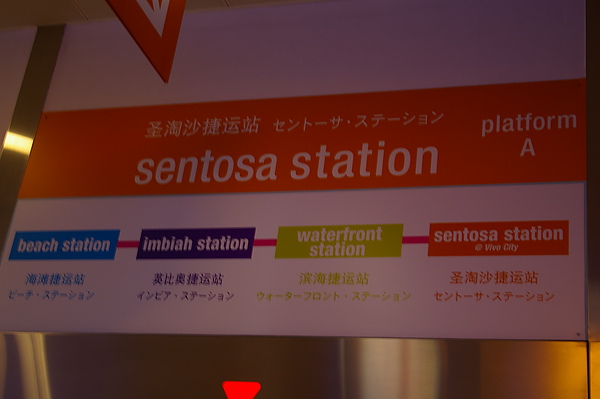 圣淘沙捷运站 セントーサ・ステーション
sentosa station
platform
A
beach station
imbiah station
waterfront
station
sentosa station
@ Vivo City
海滩捷运站
英比奥捷运站
滨海捷运站
圣淘沙捷运站
ビーチ・ステーション
インビア・ステーション
ウォーターフロント・ステーション
セントーサ・ステーション